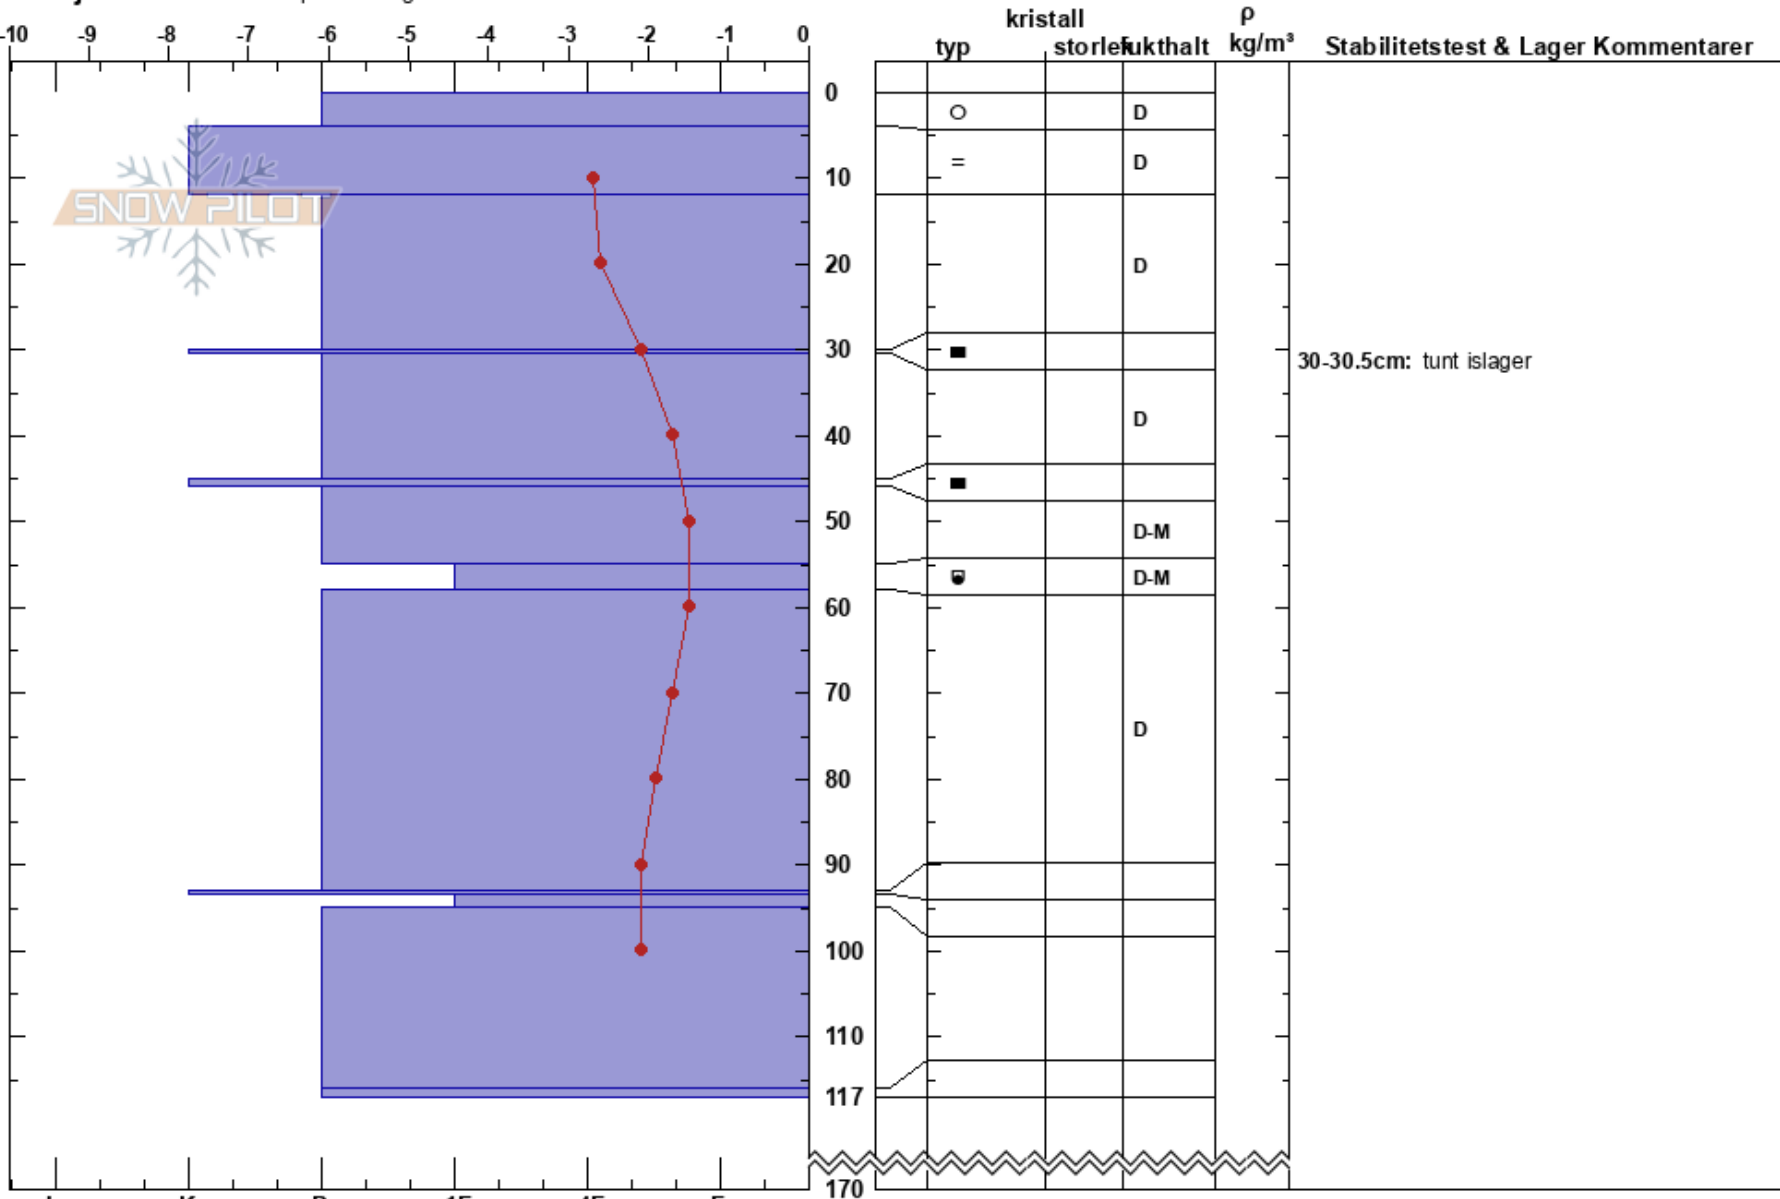 kristall ρ
-10 -9 -8 -7 -6 -5 -4 -3 -2 -1 0 typ storlek fukthalt kg/m³ Stabilitetstest & Lager Kommentarer
0
D
= D
10
20 D
30
30-30.5cm: tunt islager
D
40
50
D-M
D-M
60
70
D
80
90
100
110
117
SNOW PILOT
170